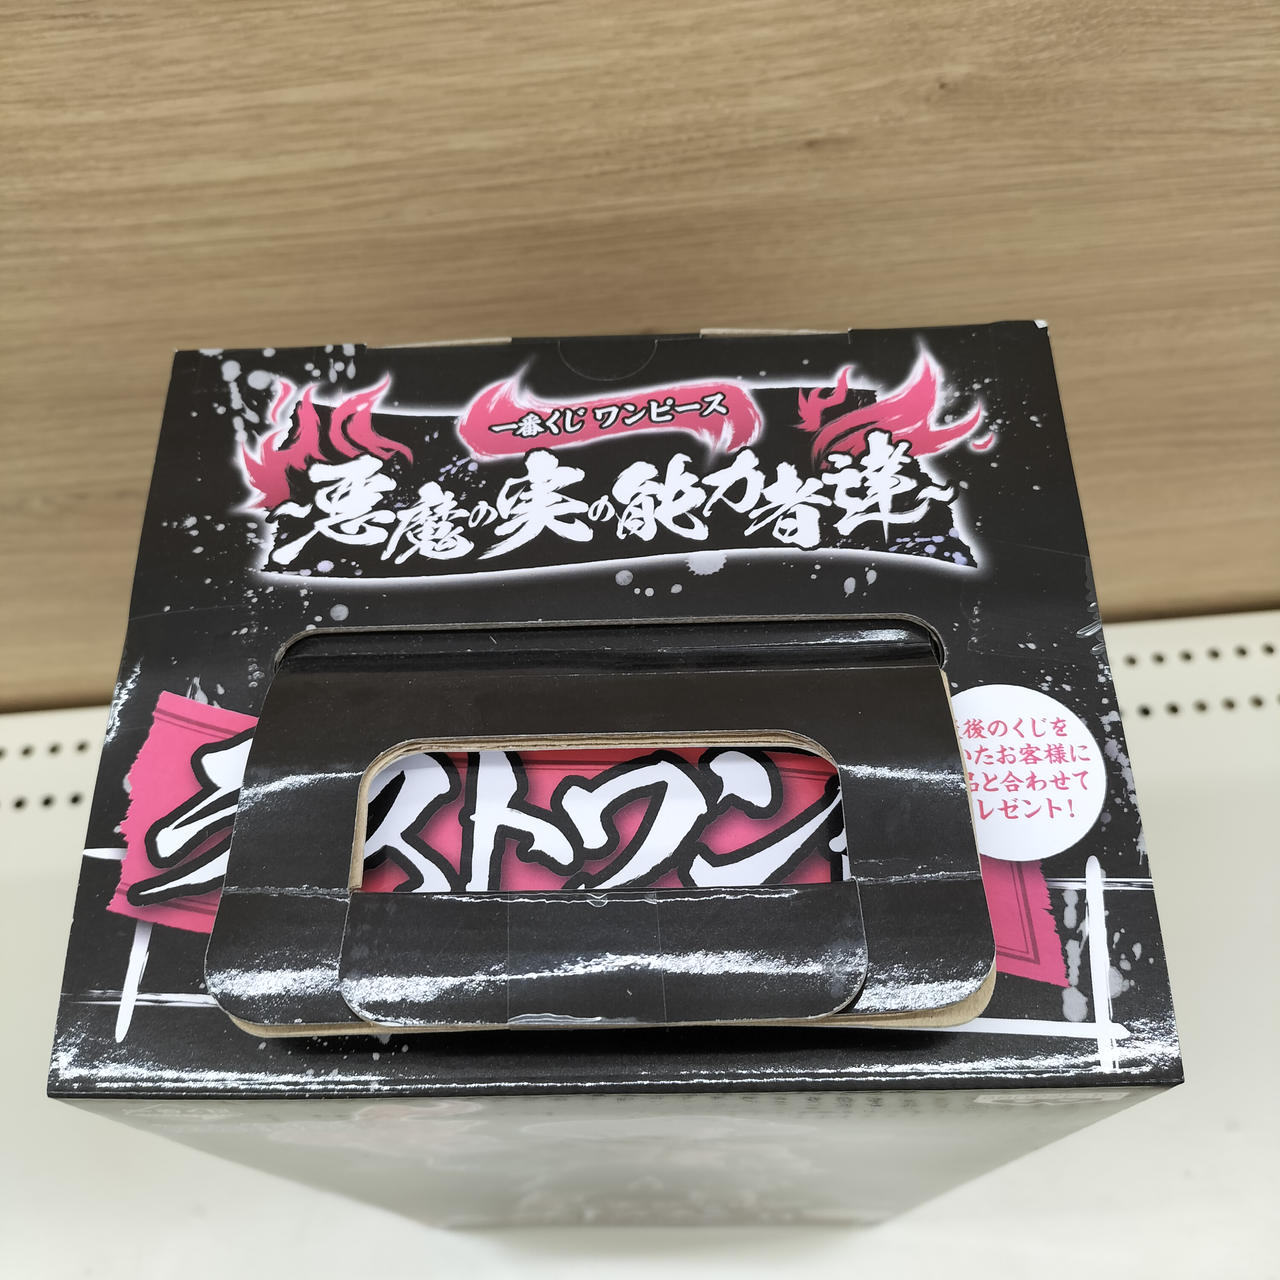 一番くじ ワンピース
～悪魔の実の能力者達～
ラストワン
後のくじを
いたお客様に
品と合わせて
レゼント！